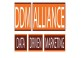 DDM ALLIANCE
DATA DRIVEN MARKETING